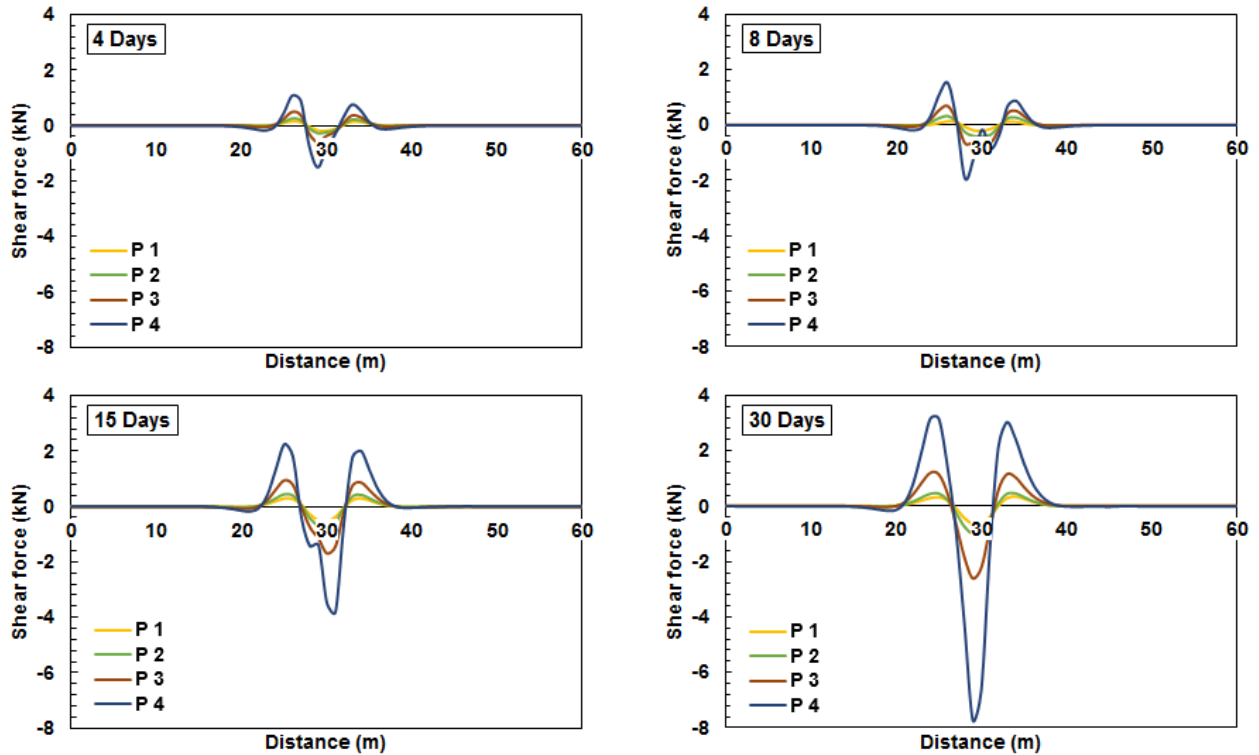 4 Days
Shear force (kN)
4
2
0
-2
-4
-6
-8
0 10 20 30 40 50 60
P 1
P 2
P 3
P 4
Distance (m)
8 Days
Shear force (kN)
4
2
0
-2
-4
-6
-8
0 10 20 30 40 50 60
P 1
P 2
P 3
P 4
Distance (m)
15 Days
Shear force (kN)
4
2
0
-2
-4
-6
-8
0 10 20 30 40 50 60
P 1
P 2
P 3
P 4
Distance (m)
30 Days
Shear force (kN)
4
2
0
-2
-4
-6
-8
0 10 20 30 40 50 60
P 1
P 2
P 3
P 4
Distance (m)